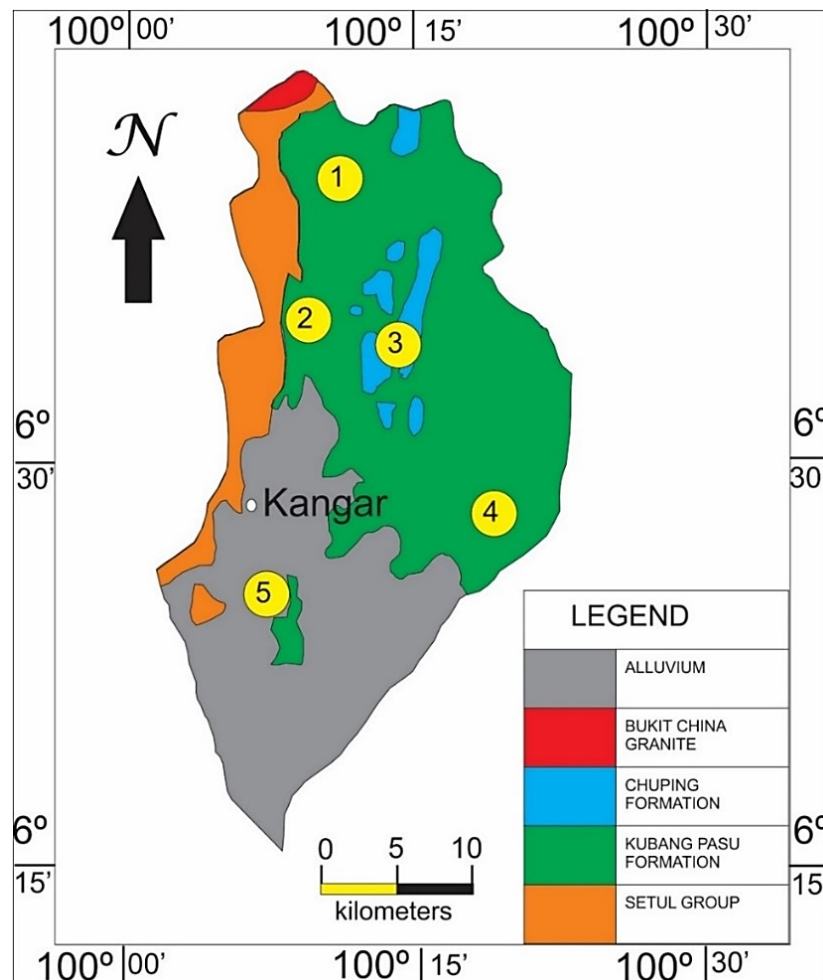 100º 00' 100º 15' 100º 30'
N
1
2
3
6º 6º
30' 30
Kangar
4
5
LEGEND
ALLUVIUM
BUKIT CHINA
GRANITE
CHUPING
FORMATION
KUBANG PASU
FORMATION
SETUL GROUP
6º 6º
15' 15
0 5 10
kilometers
100º 00' 100º 15' 100º 30'